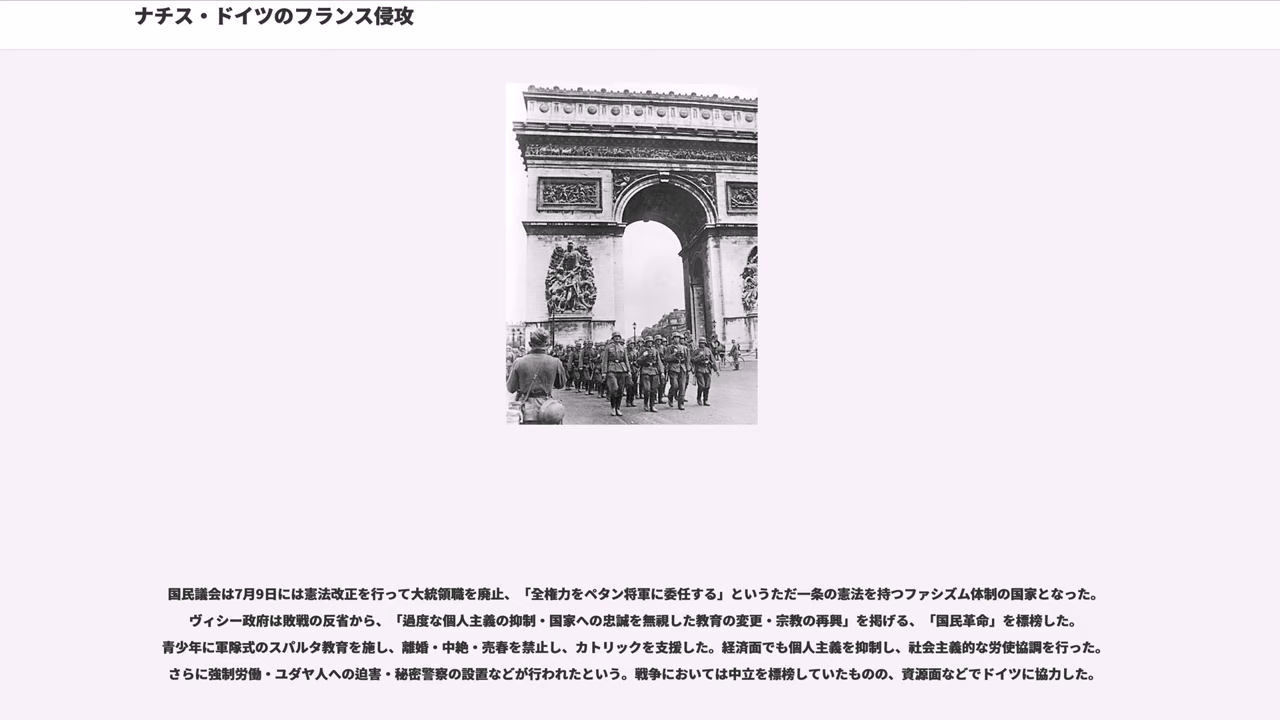 ナチス・ドイツのフランス侵攻
国民議会は7月9日には憲法改正を行って大統領職を廃止、「全権力をペタン将軍に委任する」というただ一条の憲法を持つファシズム体制の国家となった。
ヴィシー政府は敗戦の反省から、「過度な個人主義の抑制・国家への忠誠を無視した教育の変更・宗教の再興」を掲げる、「国民革命」を標榜した。
青少年に軍隊式のスパルタ教育を施し、離婚・中絶・売春を禁止し、カトリックを支援した。経済面でも個人主義を抑制し、社会主義的な労使協調を行った。
さらに強制労働・ユダヤ人への迫害・秘密警察の設置などが行われたという。戦争においては中立を標榜していたものの、資源面などでドイツに協力した。